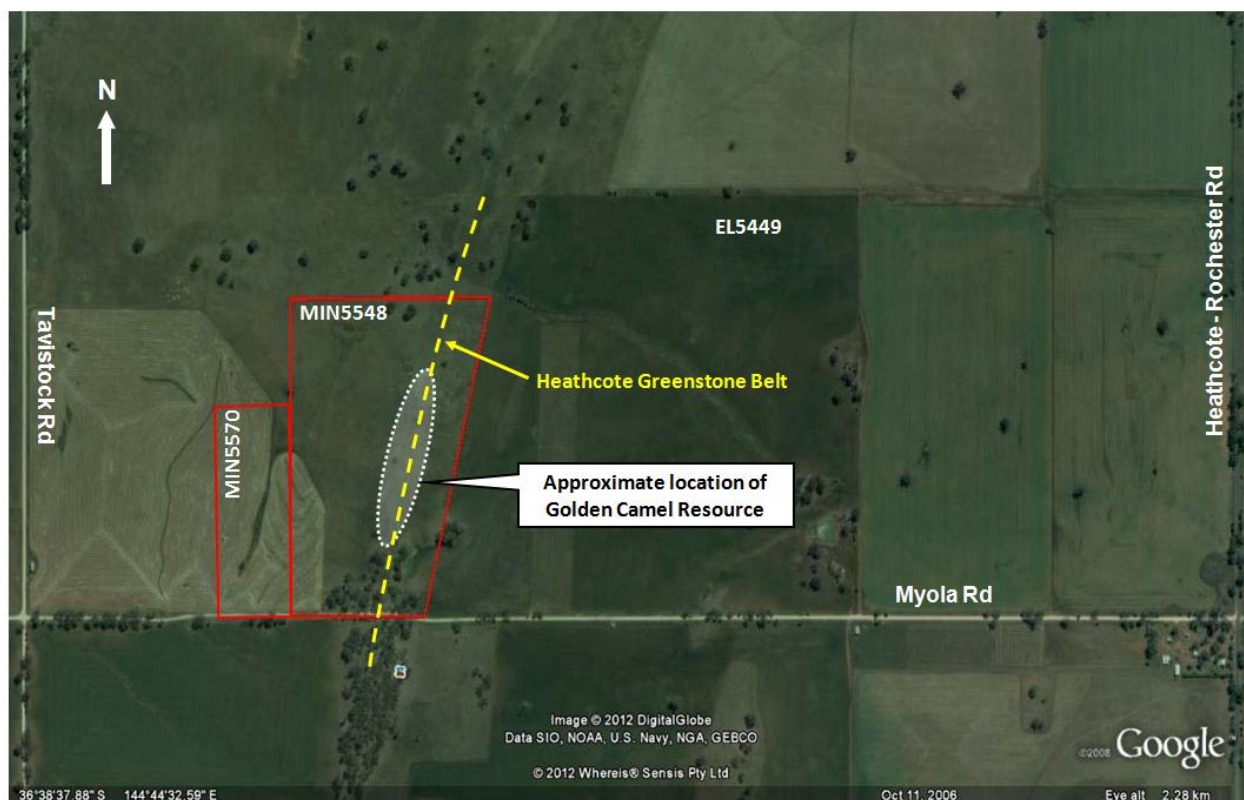 N
EL5449
MIN5548
Tavistock Rd
Heathcote - Rochester Rd
Heathcote Greenstone Belt
MIN5570
Approximate location of
Golden Camel Resource
Myola Rd
Image © 2012 DigitalGlobe
Data SIO, NOAA, U.S. Navy, NGA, GEBCO
© 2012 Whereis® Sensis Pty Ltd
©2008 Google
36°38'37.88" S 144°44'32.59" E Oct 11, 2006 Eye alt 2.28 km